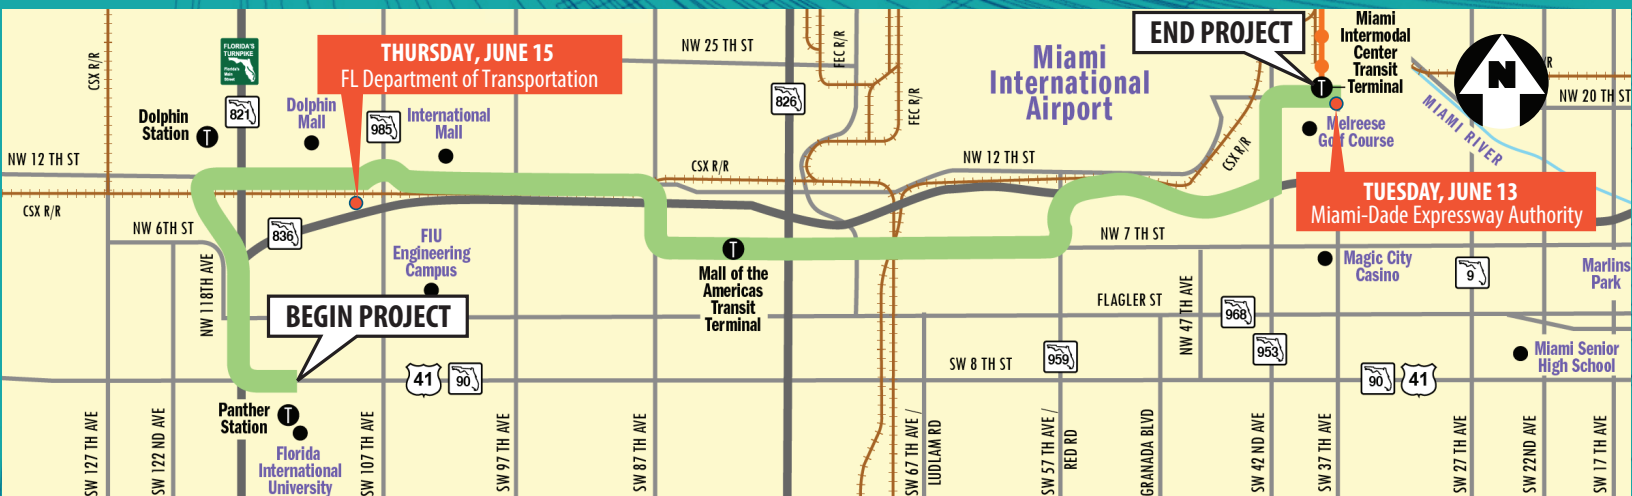 CSX R/R
FLORIDA'S
TURNPIKE
Florida's
Main
Street
821
Dolphin
Station
T
Dolphin
Mall
THURSDAY, JUNE 15
FL Department of Transportation
985
International
Mall
NW 25 TH ST
826
FEC R/R
FEC R/R
Miami
International
Airport
END PROJECT
Miami
Intermodal
Center
Transit
Terminal
T
N
R
NW 20 TH ST
MIAMI RIVER
Melreese
Golf Course
CSX R/R
NW 12 TH ST
CSX R/R
NW 12 TH ST
CSX R/R
TUESDAY, JUNE 13
Miami-Dade Expressway Authority
NW 6TH ST
836
FIU
Engineering
Campus
NW 118TH AVE
BEGIN PROJECT
T
Mall of the
Americas
Transit
Terminal
NW 7 TH ST
NW 47 TH AVE
FLAGLER ST
968
953
959
SW 8 TH ST
Magic City
Casino
9
Marlins
Park
Miami Senior
High School
41
90
90
41
Panther
Station
T
Florida
International
University
SW 127 TH AVE
SW 122 ND AVE
SW 107 TH AVE
SW 97 TH AVE
SW 87 TH AVE
SW 67 TH AVE /
LUDLAM RD
SW 57 TH AVE /
RED RD
GRANADA BLVD
SW 42 ND AVE
SW 37 TH AVE
SW 27 TH AVE
SW 22ND AVE
SW 17 TH AVE